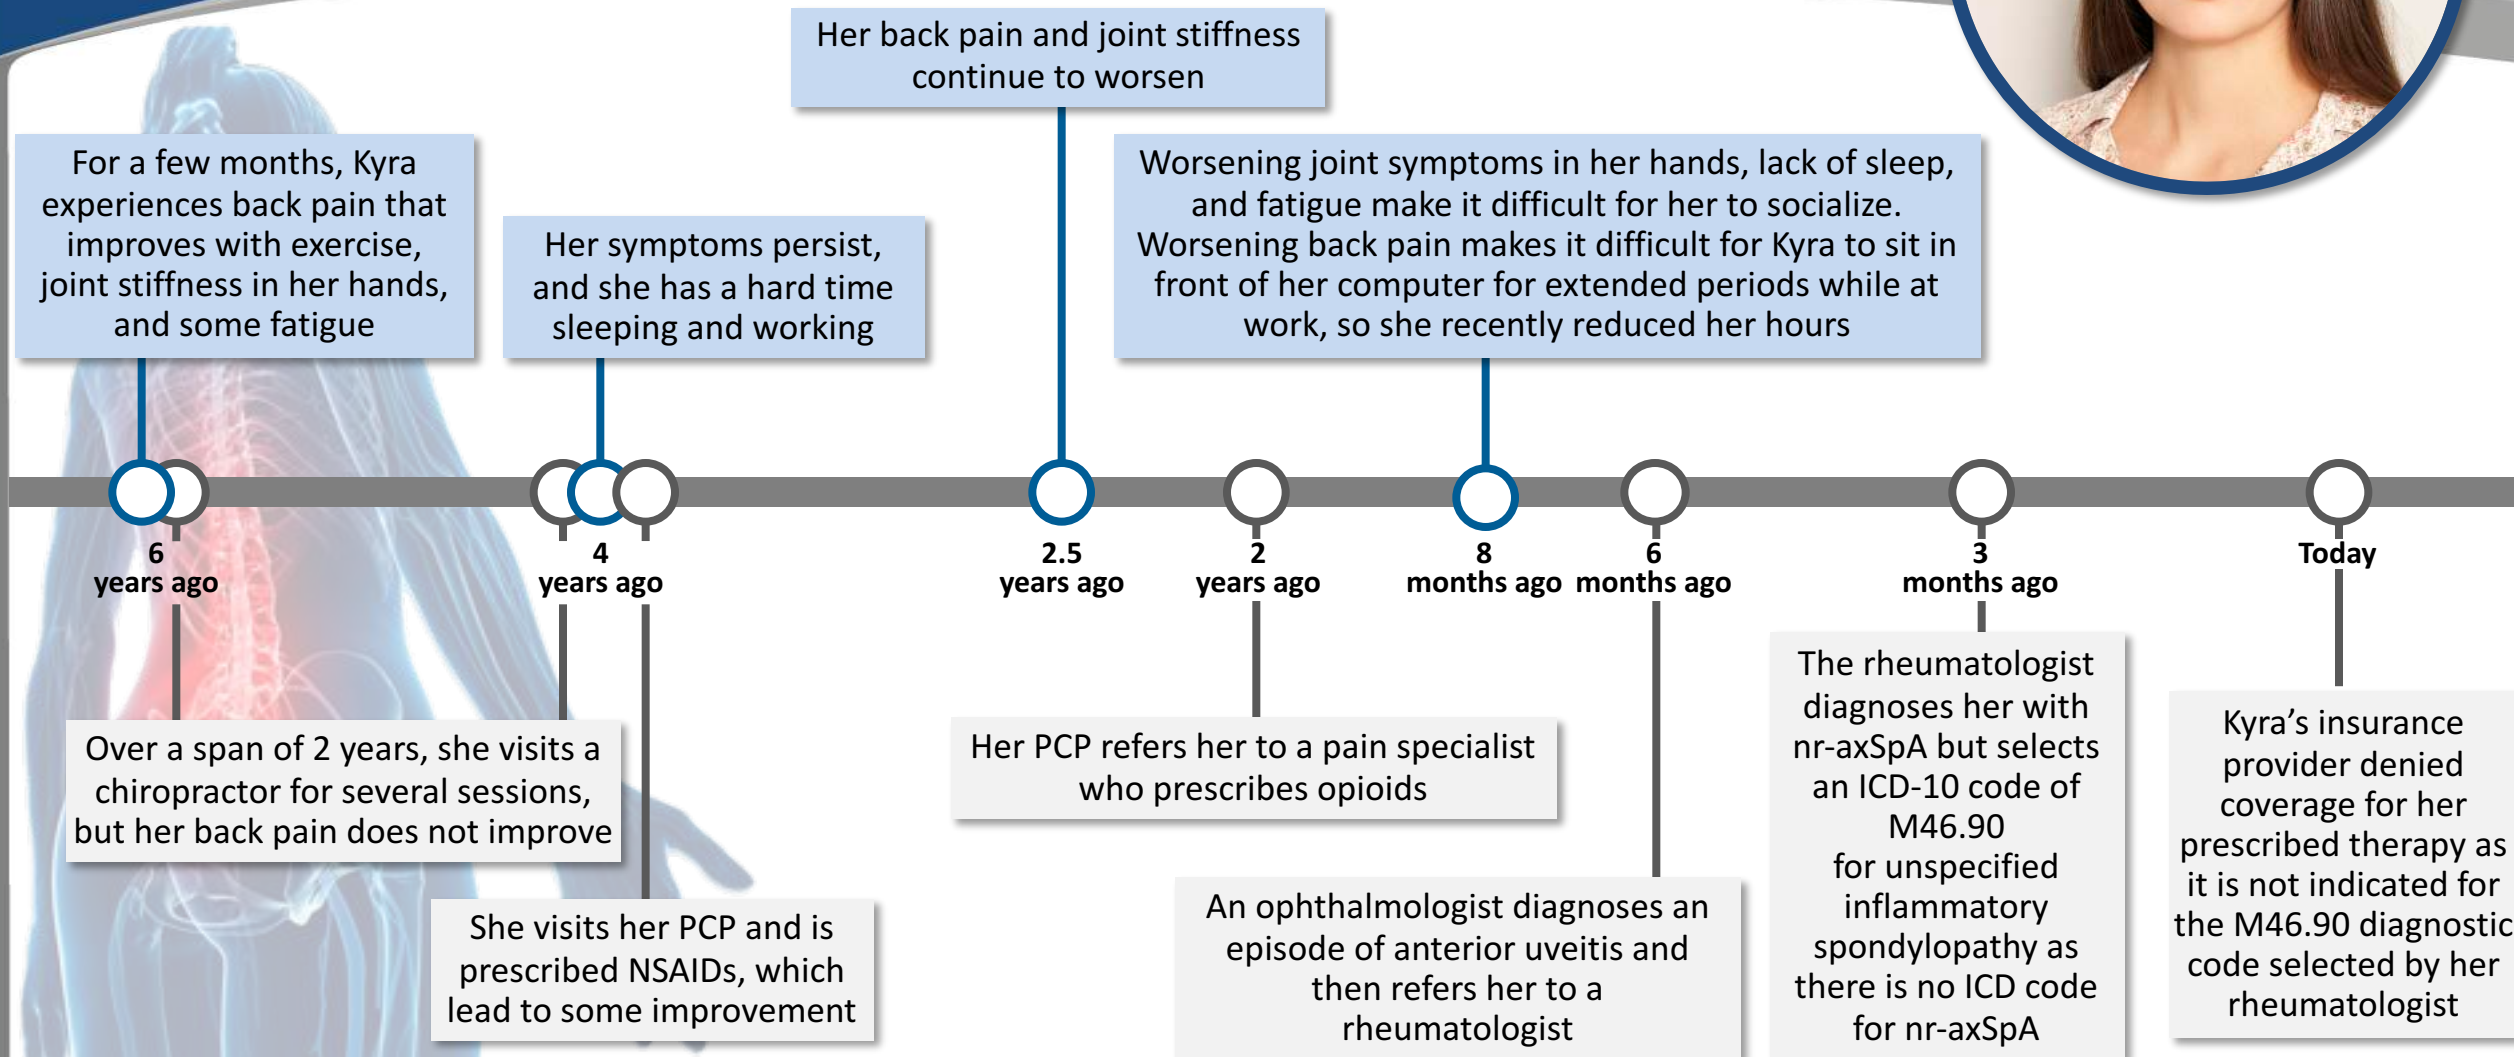 Her back pain and joint stiffness
continue to worsen
For a few months, Kyra
experiences back pain that
improves with exercise,
joint stiffness in her hands,
and some fatigue
Her symptoms persist,
and she has a hard time
sleeping and working
Worsening joint symptoms in her hands, lack of sleep,
and fatigue make it difficult for her to socialize.
Worsening back pain makes it difficult for Kyra to sit in
front of her computer for extended periods while at
work, so she recently reduced her hours
6
years ago
4
years ago
2.5
years ago
2
years ago
8
months ago
6
months ago
3
months ago
Today
Over a span of 2 years, she visits a
chiropractor for several sessions,
but her back pain does not improve
She visits her PCP and is
prescribed NSAIDs, which
lead to some improvement
Her PCP refers her to a pain specialist
who prescribes opioids
An ophthalmologist diagnoses an
episode of anterior uveitis and
then refers her to a
rheumatologist
The rheumatologist
diagnoses her with
nr-axSpA but selects
an ICD-10 code of
M46.90
for unspecified
inflammatory
spondylopathy as
there is no ICD code
for nr-axSpA
Kyra’s insurance
provider denied
coverage for her
prescribed therapy as
it is not indicated for
the M46.90 diagnostic
code selected by her
rheumatologist